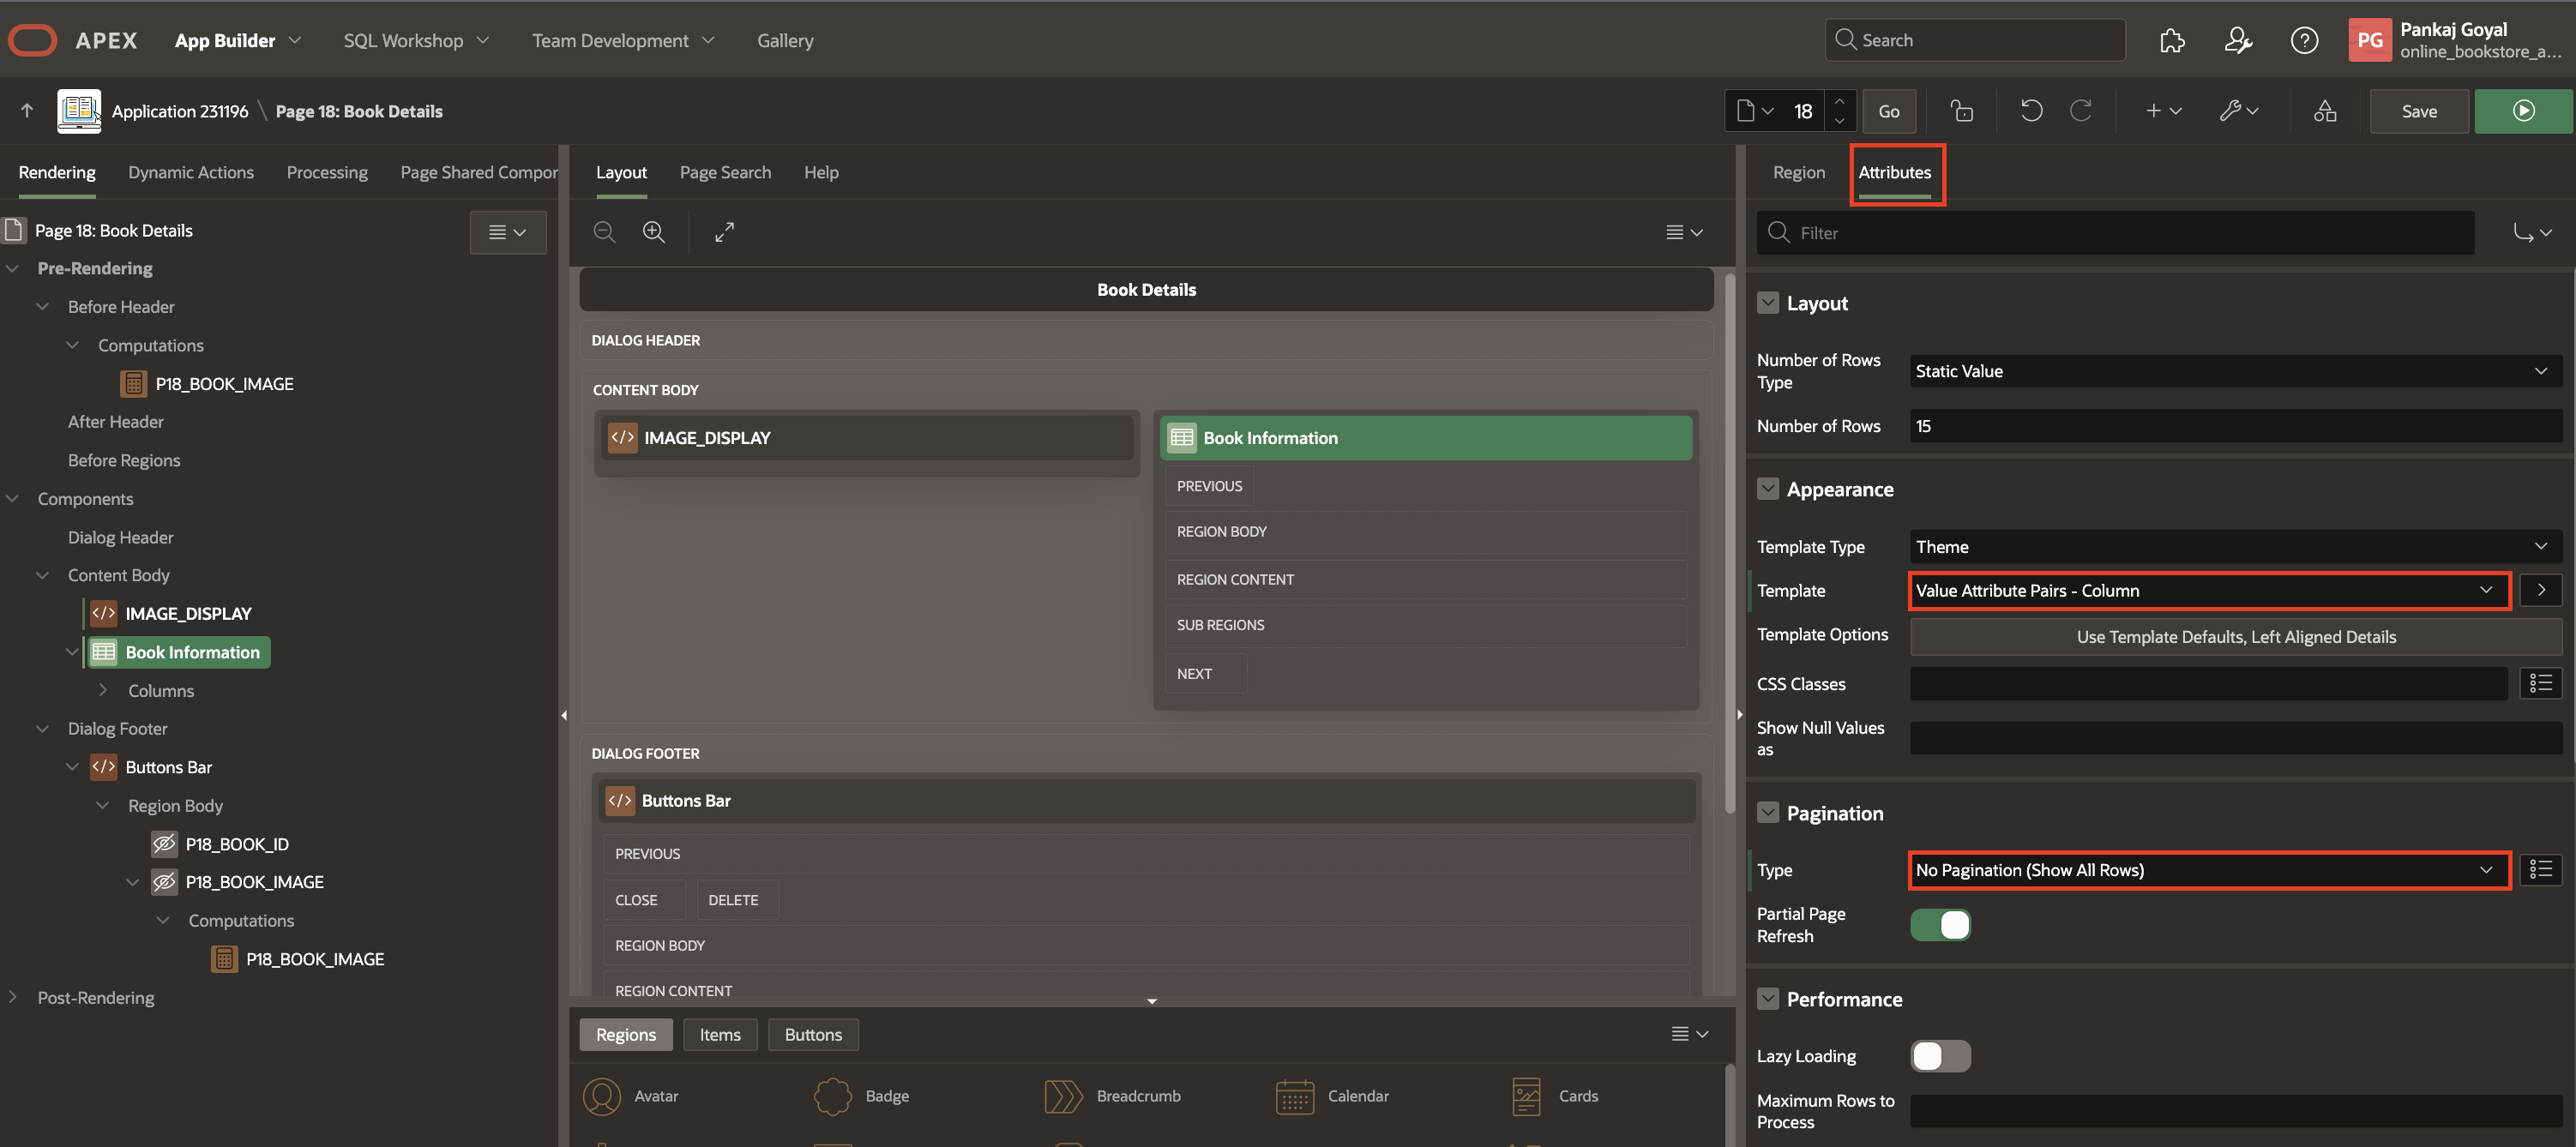 APEX App Builder SQL Workshop Team Development Gallery Search PG Pankaj Goyal
online_bookstore_a...
Application 231196 \ Page 18: Book Details 18 Go Save
Rendering Dynamic Actions Processing Page Shared Compor
Page 18: Book Details
Pre-Rendering
Before Header
Computations
P18_BOOK_IMAGE
After Header
Before Regions
Components
Dialog Header
Content Body
IMAGE_DISPLAY
Book Information
Columns
Dialog Footer
Buttons Bar
Region Body
P18_BOOK_ID
P18_BOOK_IMAGE
Computations
P18_BOOK_IMAGE
Post-Rendering
Layout Page Search Help
Book Details
DIALOG HEADER
CONTENT BODY
IMAGE_DISPLAY
Book Information
PREVIOUS
REGION BODY
REGION CONTENT
SUB REGIONS
NEXT
DIALOG FOOTER
Buttons Bar
PREVIOUS
CLOSE DELETE
REGION BODY
REGION CONTENT
Regions Items Buttons
Avatar Badge Breadcrumb Calendar Cards
Region Attributes
Filter
Layout
Number of Rows Type Static Value
Number of Rows 15
Appearance
Template Type Theme
Template Value Attribute Pairs - Column
Template Options Use Template Defaults, Left Aligned Details
CSS Classes
Show Null Values as
Pagination
Type No Pagination (Show All Rows)
Partial Page Refresh
Performance
Lazy Loading
Maximum Rows to Process